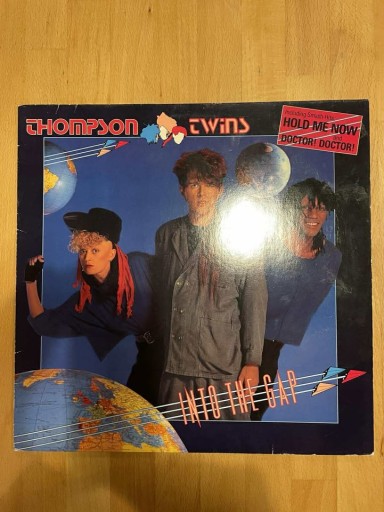 THOMPSON TWiNS
including Smash Hits
HOLD ME NOW
and
DOCTOR! DOCTOR!
INTO THE GAP